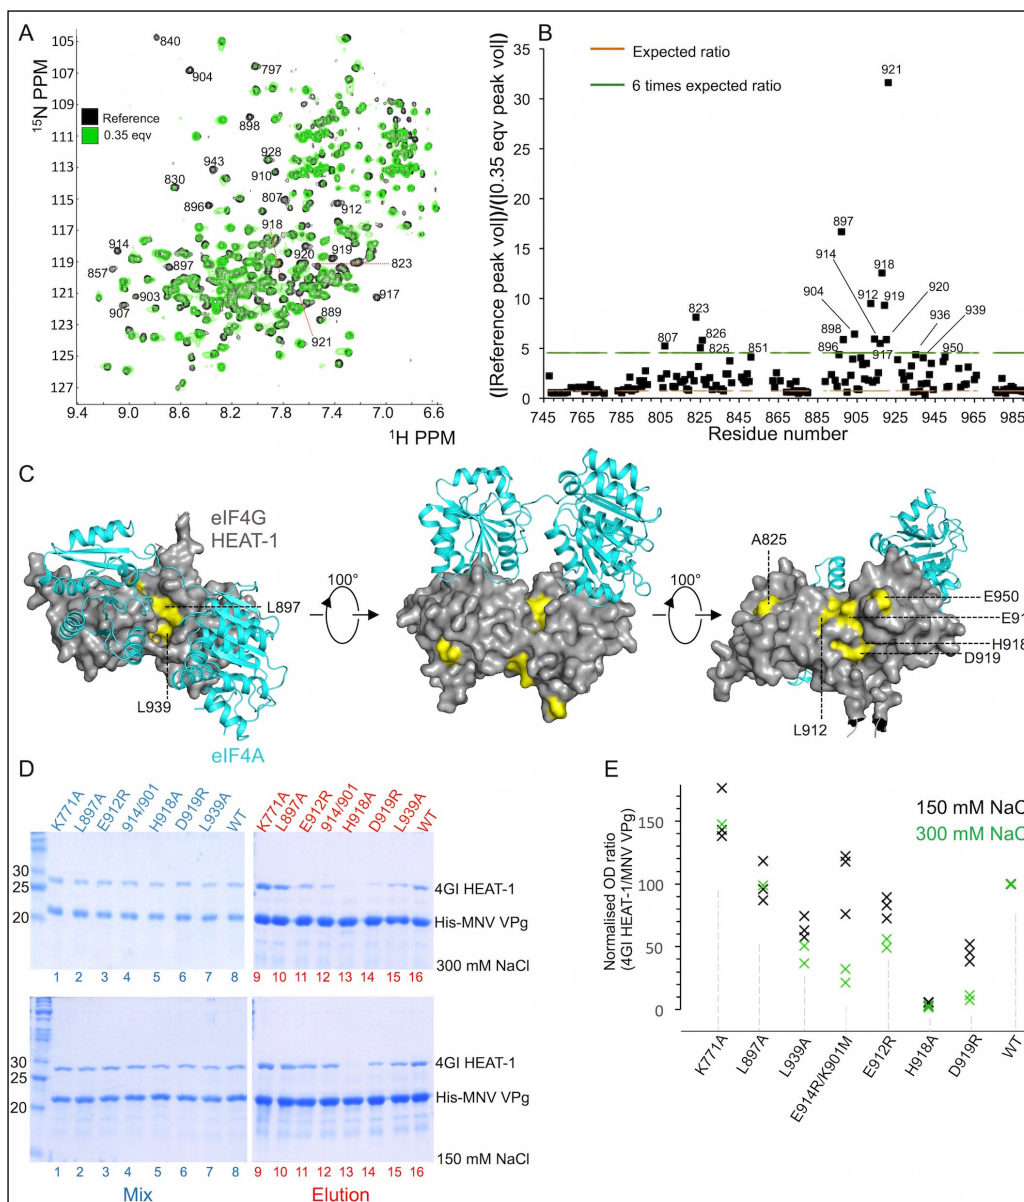 A
15N PPM
105
107
109
111
113
115
117
119
121
123
125
127
9.4
9.0
8.6
8.2
7.8
7.4
7.0
6.6
1H PPM
Reference
0.35 eqv
840
904
797
898
928
943
910
830
807
896
912
918
914
919
920
857
897
823
903
917
907
889
921
B
(|Reference peak vol|)/(|0.35 eqv peak vol|)
35
30
25
20
15
10
5
0
745
765
785
805
825
845
865
885
905
925
945
965
985
Residue number
Expected ratio
6 times expected ratio
921
897
918
914
912
919
920
904
936
939
823
898
826
807
825
851
896
917
950
C
eIF4G
HEAT-1
L897
L939
eIF4A
100°
100°
A825
E950
E91
H918
D919
L912
D
K771A
L897A
E912R
914/901
H918A
D919R
L939A
WT
K771A
L897A
E912R
914/901
H918A
D919R
L939A
WT
30
25
20
4GI HEAT-1
His-MNV VPg
300 mM NaCl
1 2 3 4 5 6 7 8
9 10 11 12 13 14 15 16
30
25
20
4GI HEAT-1
His-MNV VPg
150 mM NaCl
1 2 3 4 5 6 7 8
9 10 11 12 13 14 15 16
Mix
Elution
E
Normalised OD ratio
(4GI HEAT-1/MNV VPg)
150
100
50
0
150 mM NaC
300 mM NaC
K771A
L897A
L939A
E914R/K901M
E912R
H918A
D919R
WT